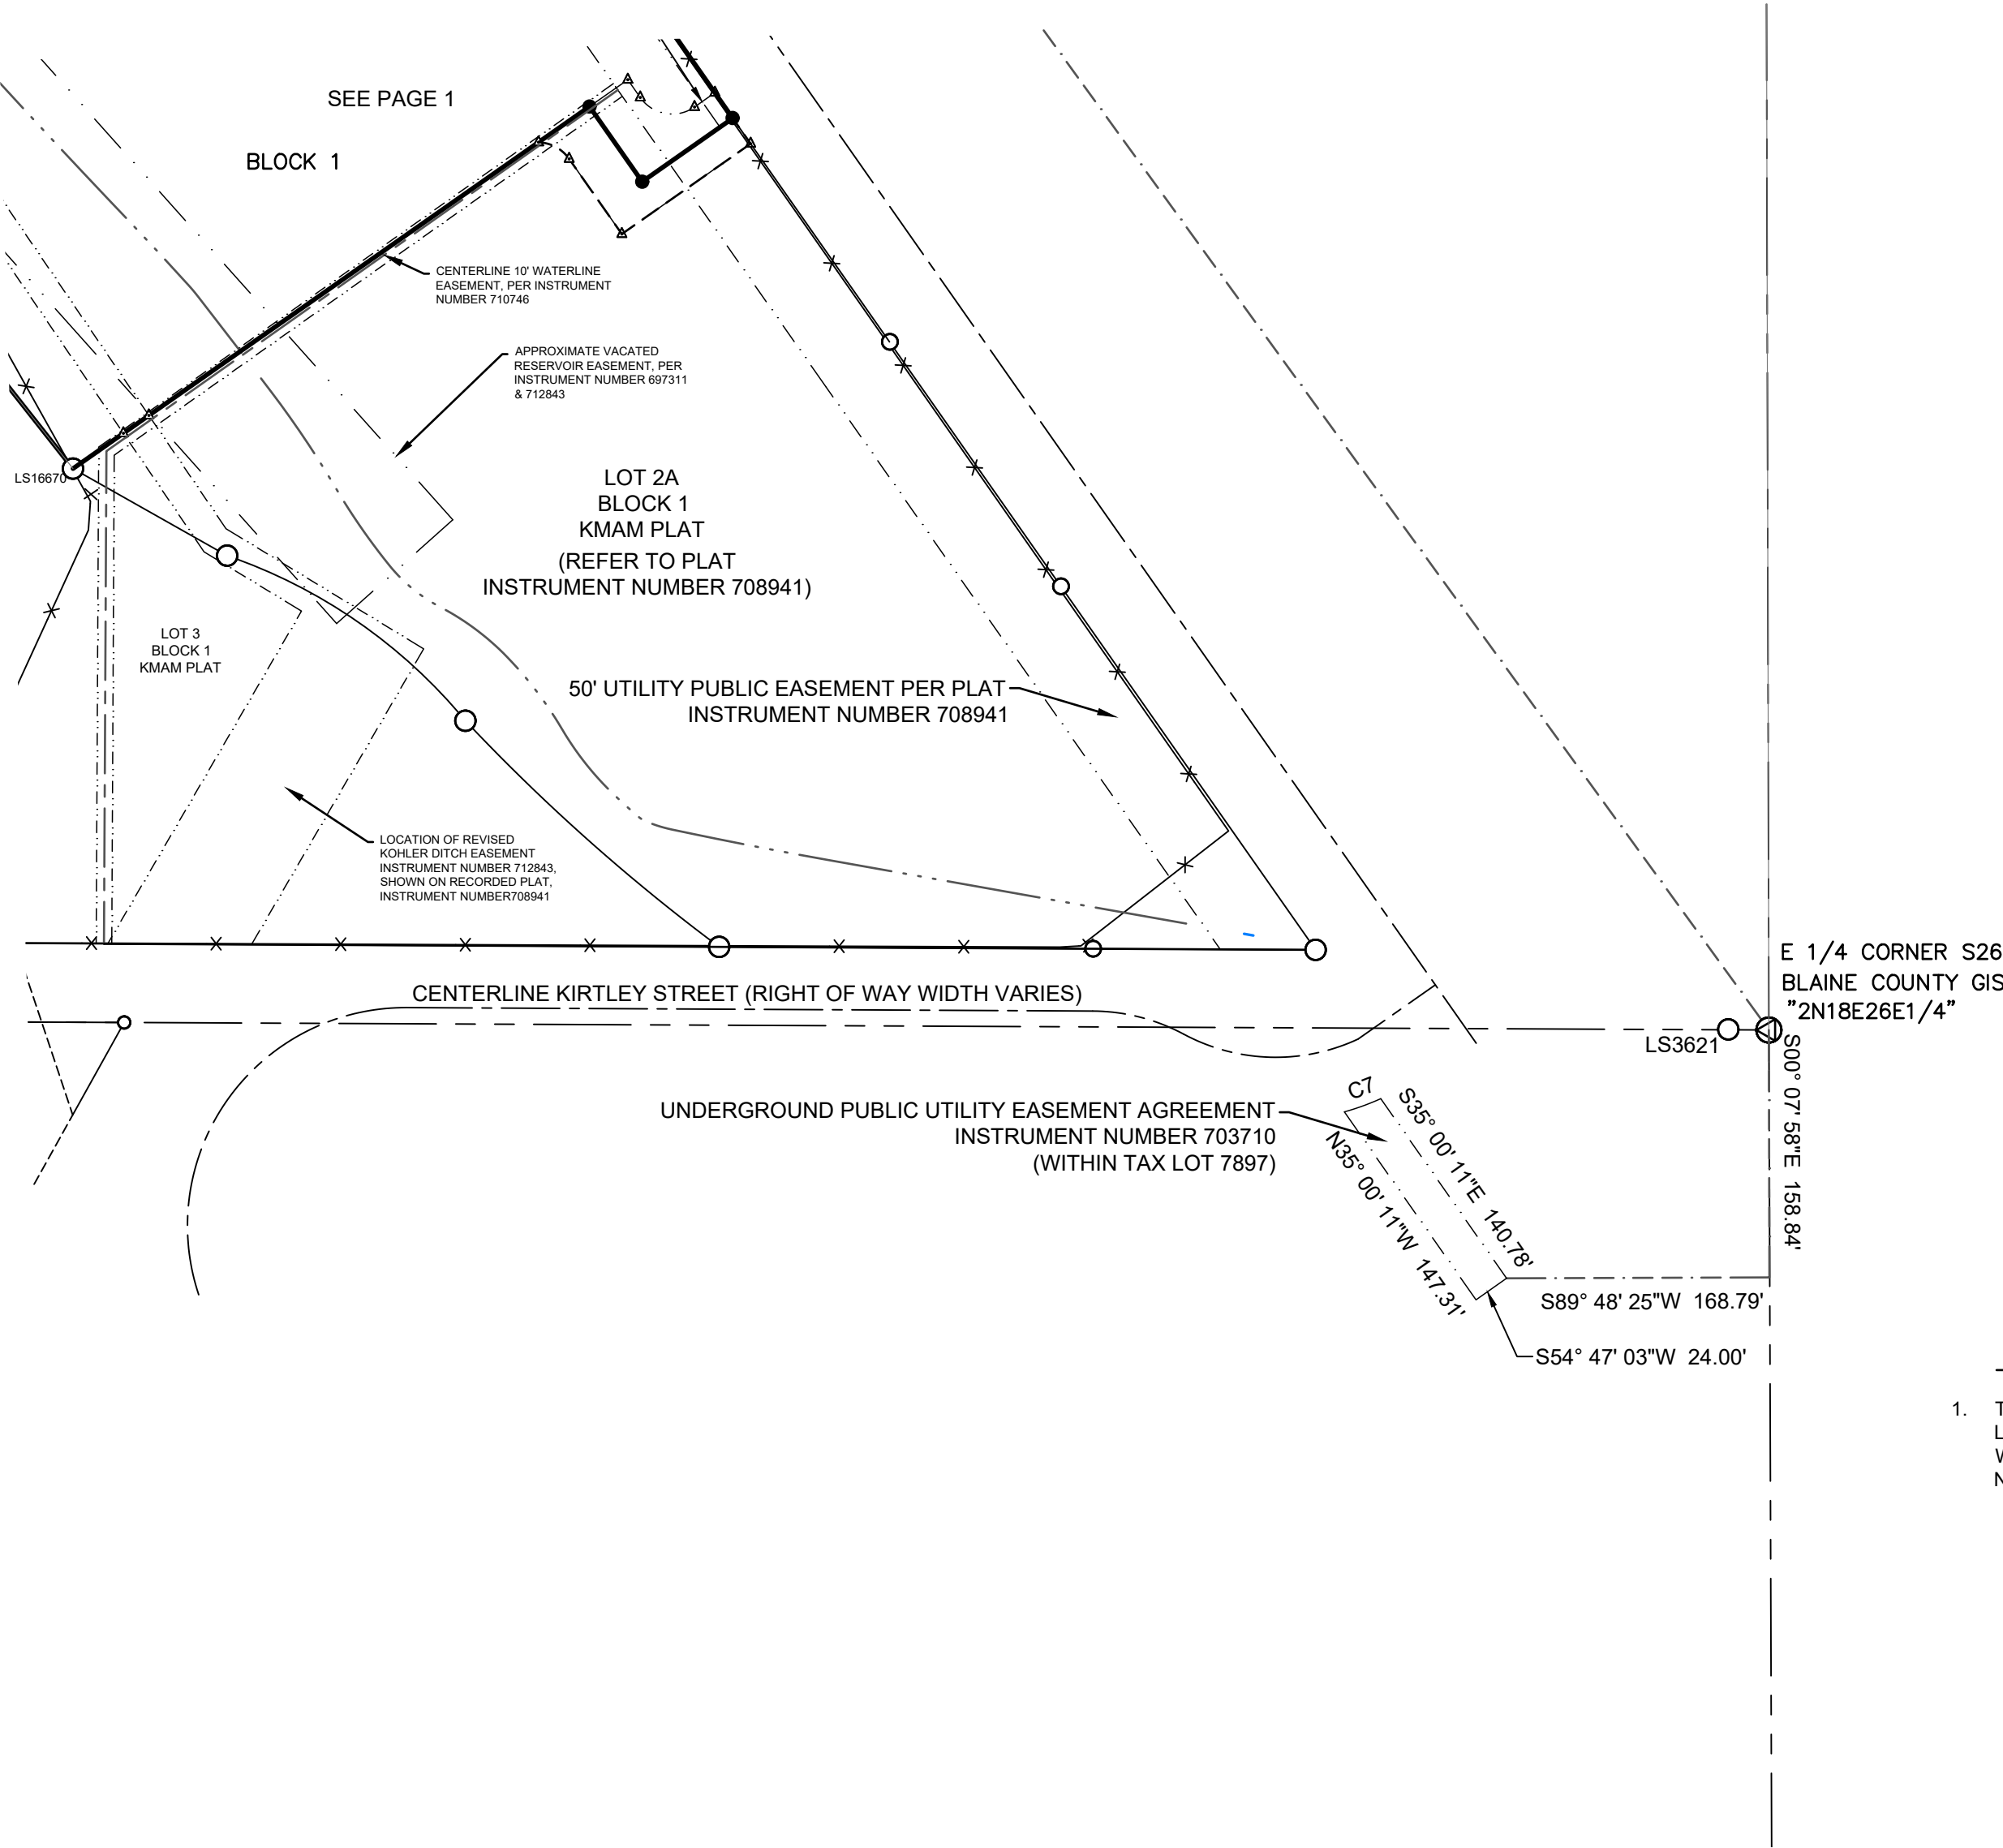 SEE PAGE 1
BLOCK 1
CENTERLINE 10' WATERLINE
EASEMENT, PER INSTRUMENT
NUMBER 710746
APPROXIMATE VACATED
RESERVOIR EASEMENT, PER
INSTRUMENT NUMBER 697311
& 712843
LS16670
LOT 2A
BLOCK 1
KMAM PLAT
(REFER TO PLAT
INSTRUMENT NUMBER 708941)
LOT 3
BLOCK 1
KMAM PLAT
50' UTILITY PUBLIC EASEMENT PER PLAT
INSTRUMENT NUMBER 708941
LOCATION OF REVISED
KOHLER DITCH EASEMENT
INSTRUMENT NUMBER 712843,
SHOWN ON RECORDED PLAT,
INSTRUMENT NUMBER708941
E 1/4 CORNER S26
BLAINE COUNTY GIS
"2N18E26E1/4"
CENTERLINE KIRTLEY STREET (RIGHT OF WAY WIDTH VARIES)
LS3621
S00° 07' 58"E 158.84'
C7
S35° 00' 11"E 140.78'
N35° 00' 11"W 147.31'
UNDERGROUND PUBLIC UTILITY EASEMENT AGREEMENT
INSTRUMENT NUMBER 703710
(WITHIN TAX LOT 7897)
S89° 48' 25"W 168.79'
S54° 47' 03"W 24.00'
1.